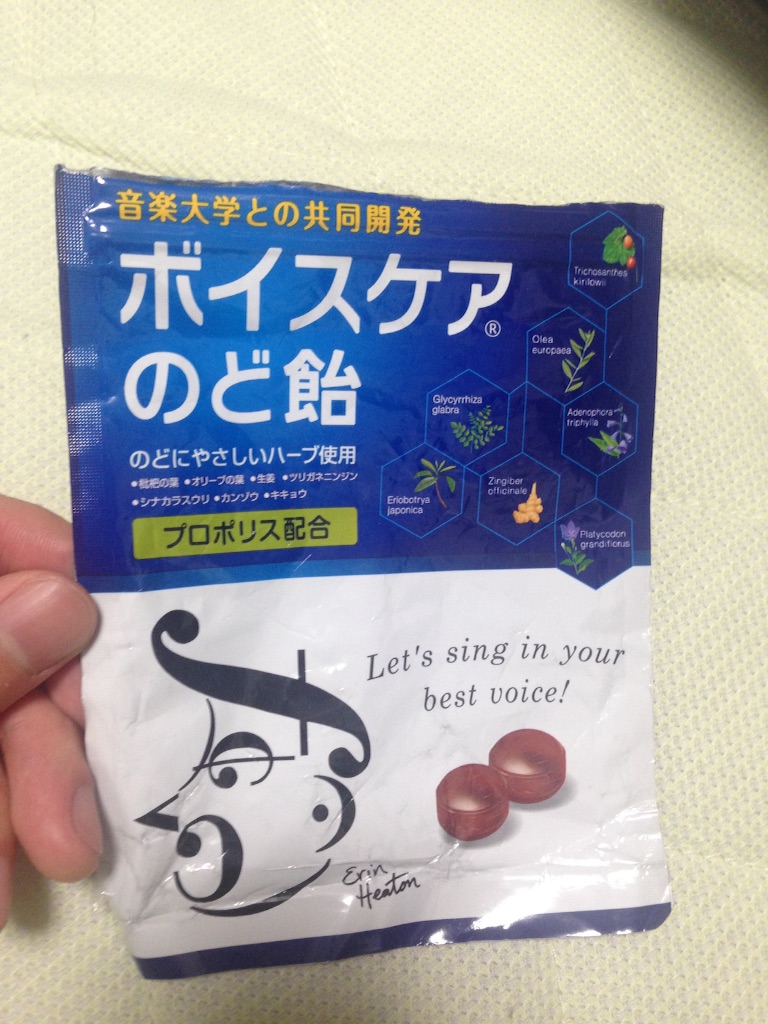 音楽大学との共同開発
ボイスケア®
のど飴
のどにやさしいハーブ使用
●枇杷の葉 ●オリーブの葉 ●生姜 ●ツリガネニンジン
●シナカラスウリ ●カンゾウ ●キキョウ
プロポリス配合
Trichosanthes
kirilowii
Olea
europaea
Glycyrrhiza
glabra
Adenophora
triphylla
Eriobotrya
japonica
Zingiber
officinale
Platycodon
grandiflorus
Let's sing in your
best voice!
Erin
Heaton